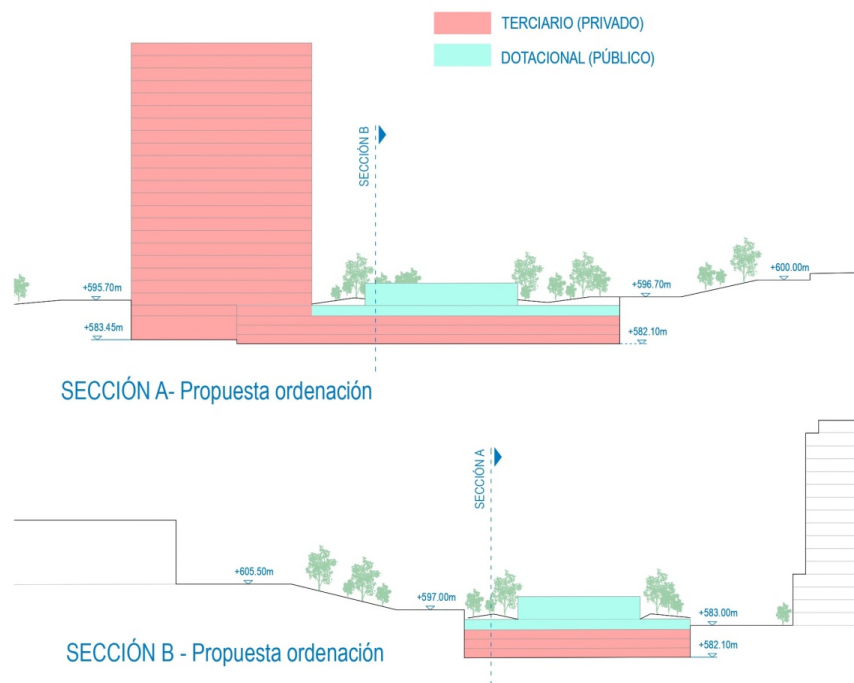 TERCIARIO (PRIVADO)
DOTACIONAL (PÚBLICO)
SECCIÓN B
+595.70m
+583.45m
+596.70m
+600.00m
+582.10m
SECCIÓN A- Propuesta ordenación
SECCIÓN A
+605.50m
+597.00m
+583.00m
+582.10m
SECCIÓN B - Propuesta ordenación